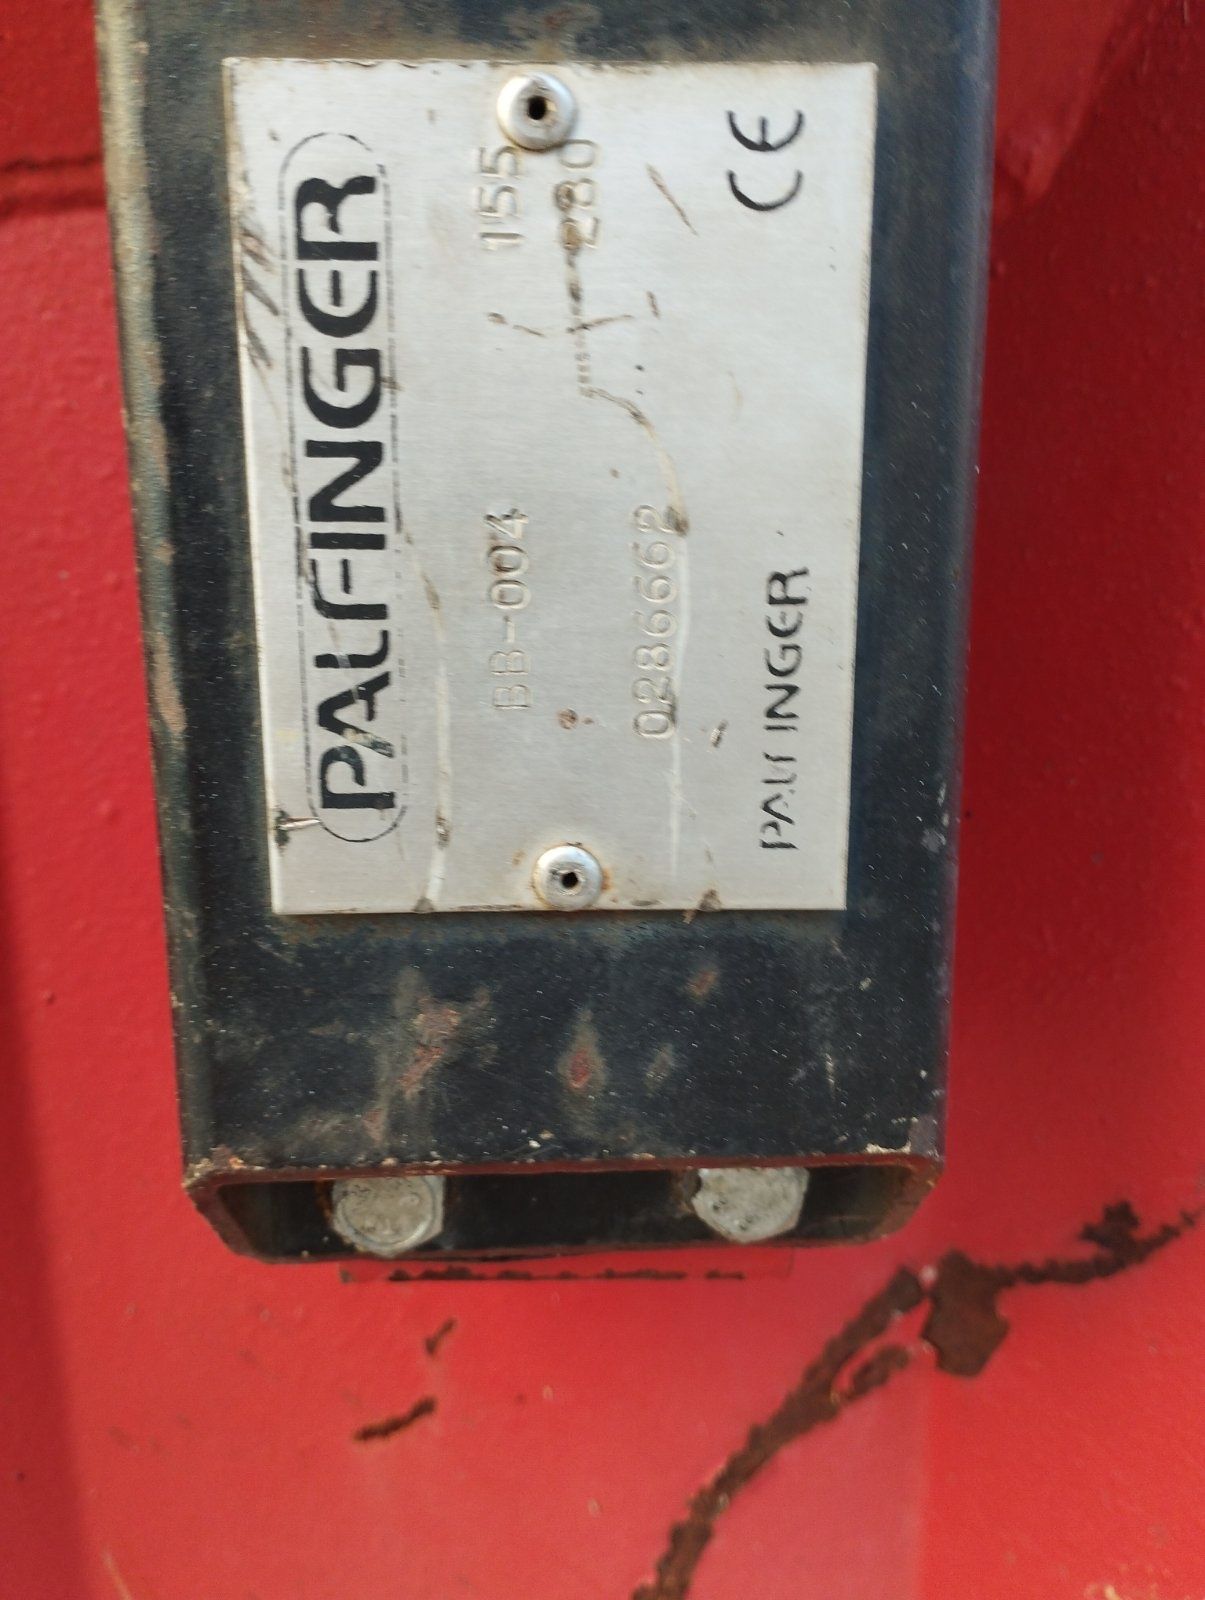 PALFINGER
BB-004 155
280
0286662
PALFINGER CE